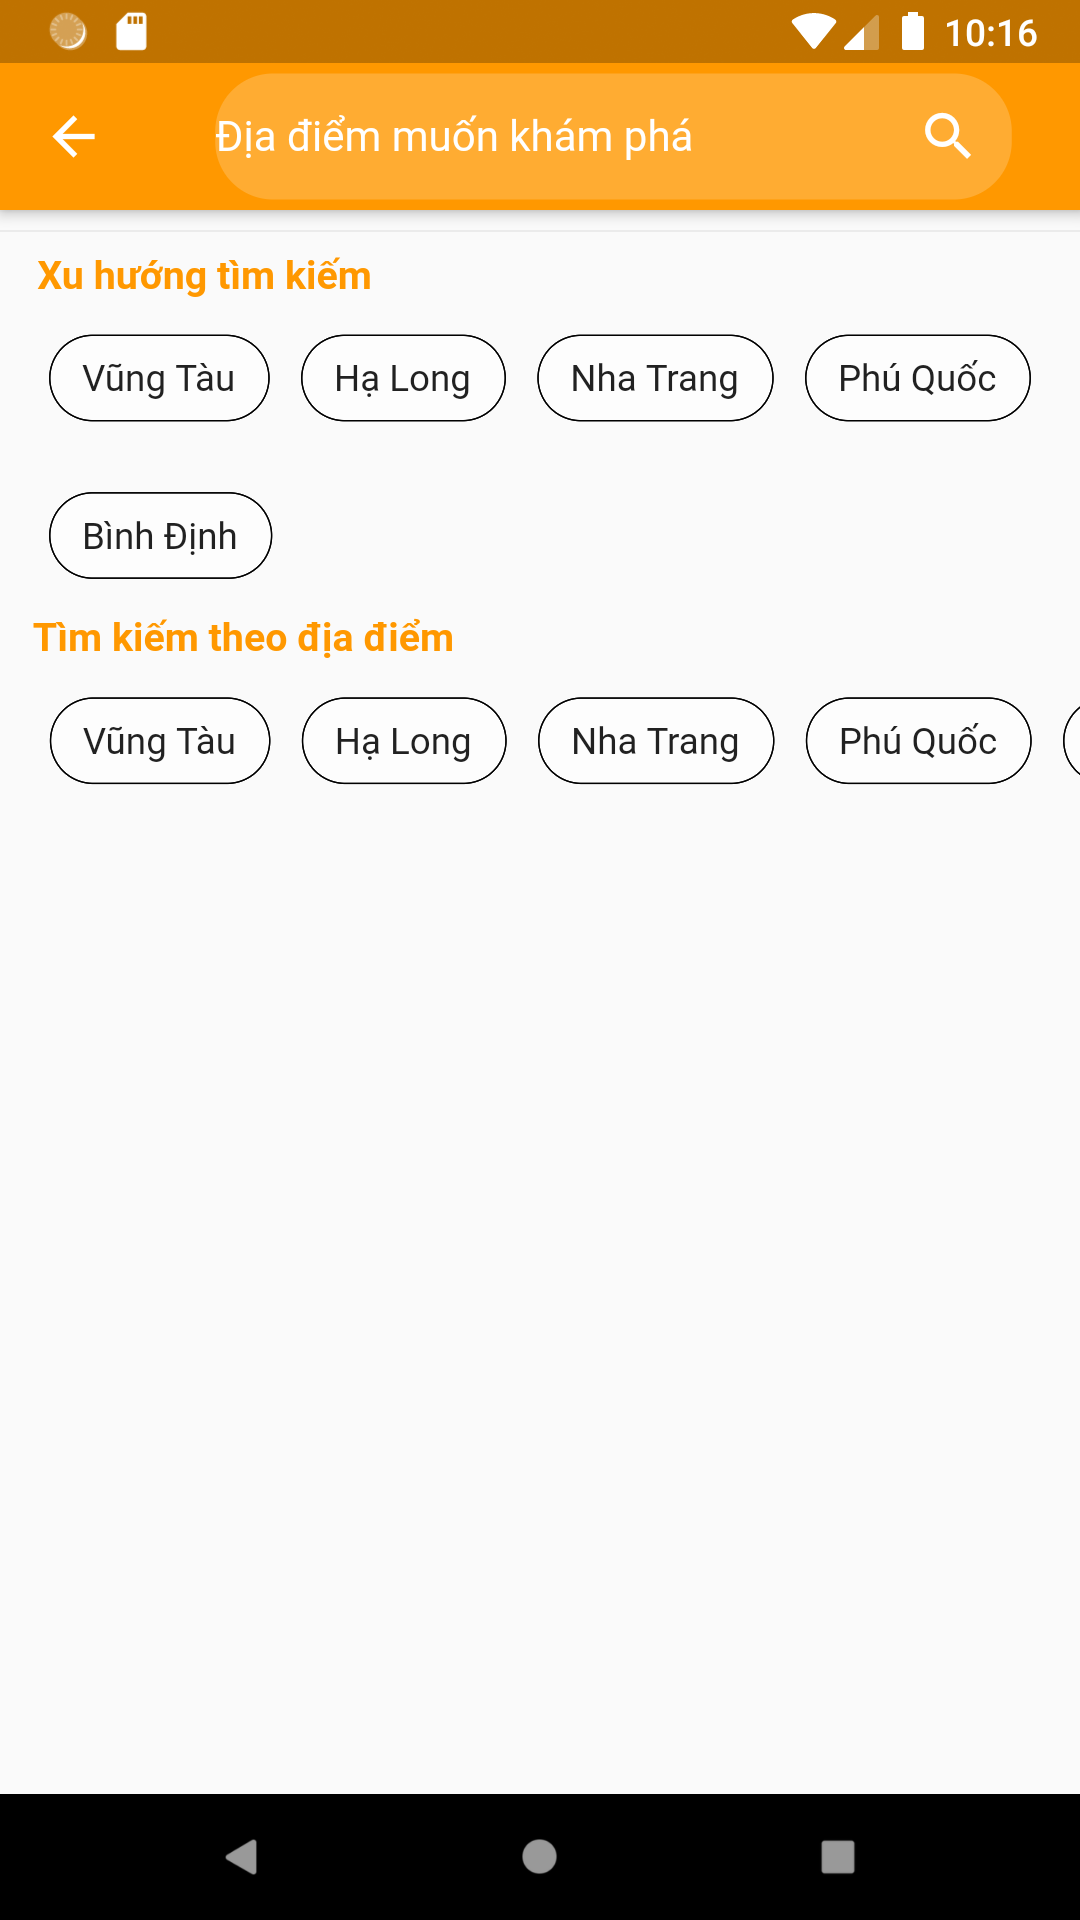 10:16
Địa điểm muốn khám phá
Xu hướng tìm kiếm
Vũng Tàu Hạ Long Nha Trang Phú Quốc
Bình Định
Tìm kiếm theo địa điểm
Vũng Tàu Hạ Long Nha Trang Phú Quốc